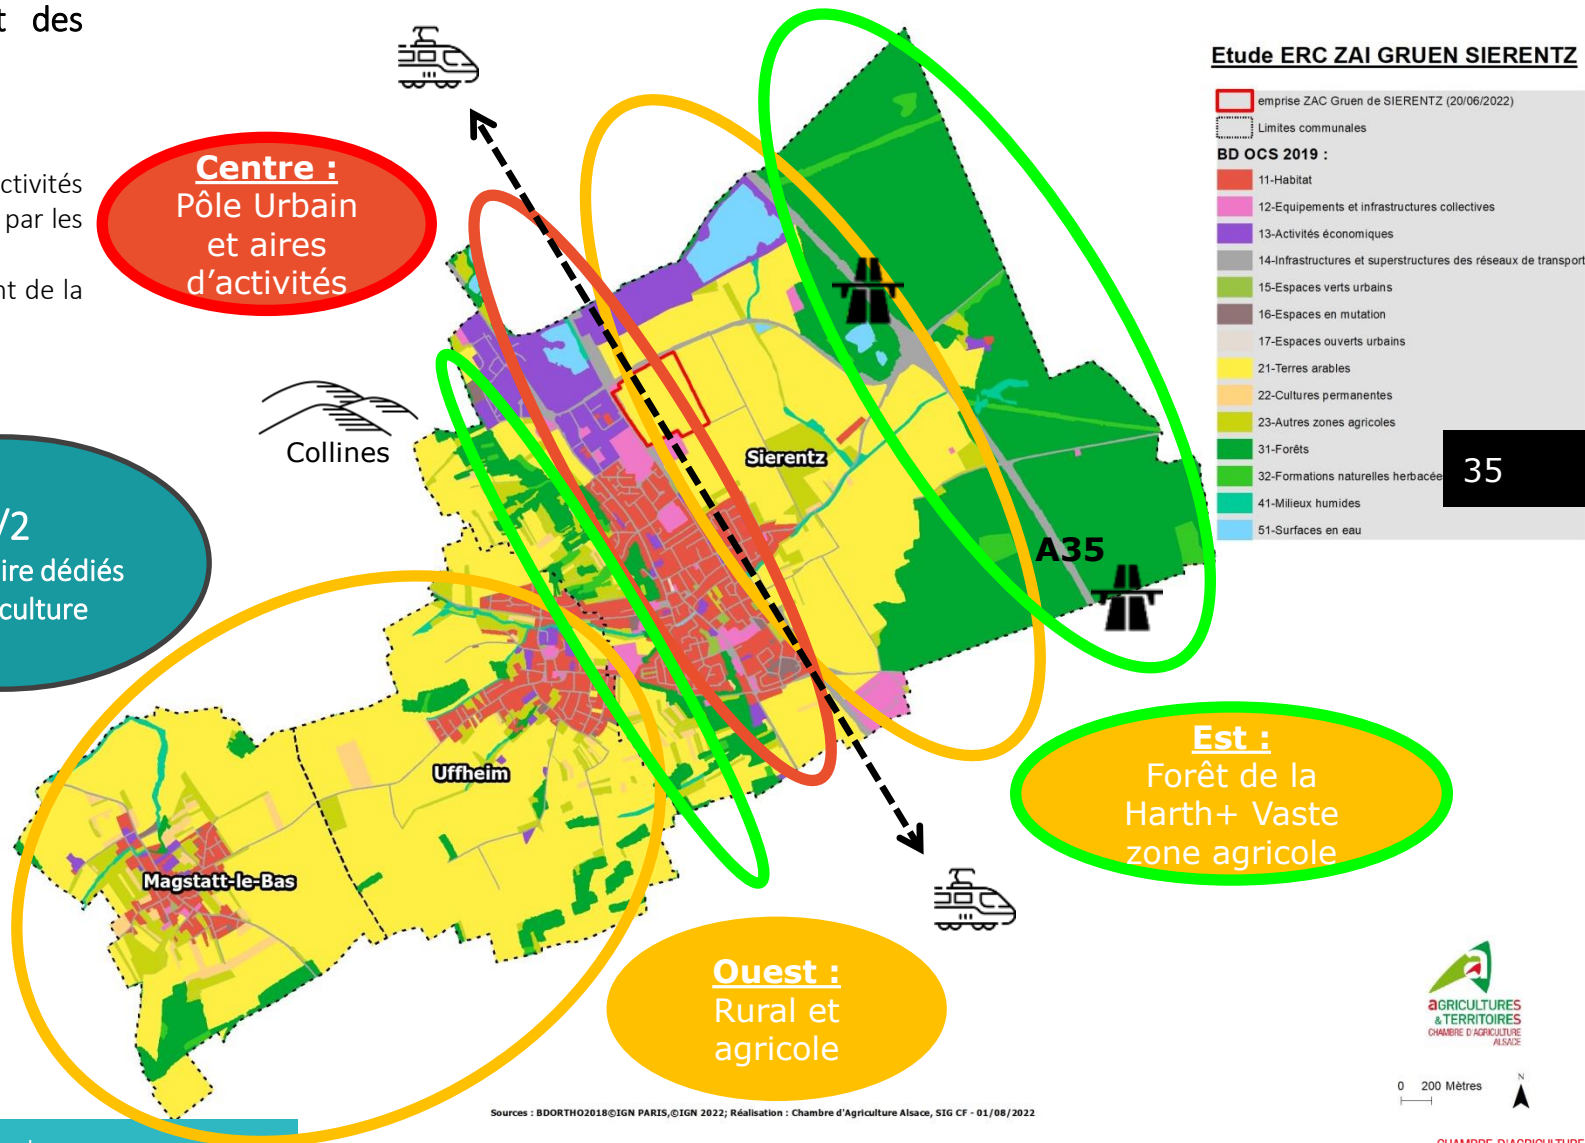 t des
ctivités
par les
nt de la
Centre :
Pôle Urbain
et aires
d’activités
Collines
/2
ire dédiés
culture
Etude ERC ZAI GRUEN SIERENTZ
emprise ZAC Gruen de SIERENTZ (20/06/2022)
Limites communales
BD OCS 2019 :
11-Habitat
12-Equipements et infrastructures collectives
13-Activités économiques
14-Infrastructures et superstructures des réseaux de transport
15-Espaces verts urbains
16-Espaces en mutation
17-Espaces ouverts urbains
21-Terres arables
22-Cultures permanentes
23-Autres zones agricoles
31-Forêts
32-Formations naturelles herbacée
41-Milieux humides
51-Surfaces en eau
35
Sierentz
A35
Uffheim
Magstatt-le-Bas
Est :
Forêt de la
Harth+ Vaste
zone agricole
Ouest :
Rural et
agricole
AGRICULTURES
& TERRITOIRES
CHAMBRE D'AGRICULTURE
ALSACE
0 200 Mètres
N
Sources : BDORTHO2018©IGN PARIS,©IGN 2022; Réalisation : Chambre d'Agriculture Alsace, SIG CF - 01/08/2022
CHAMBRE D'AGRICULTURE